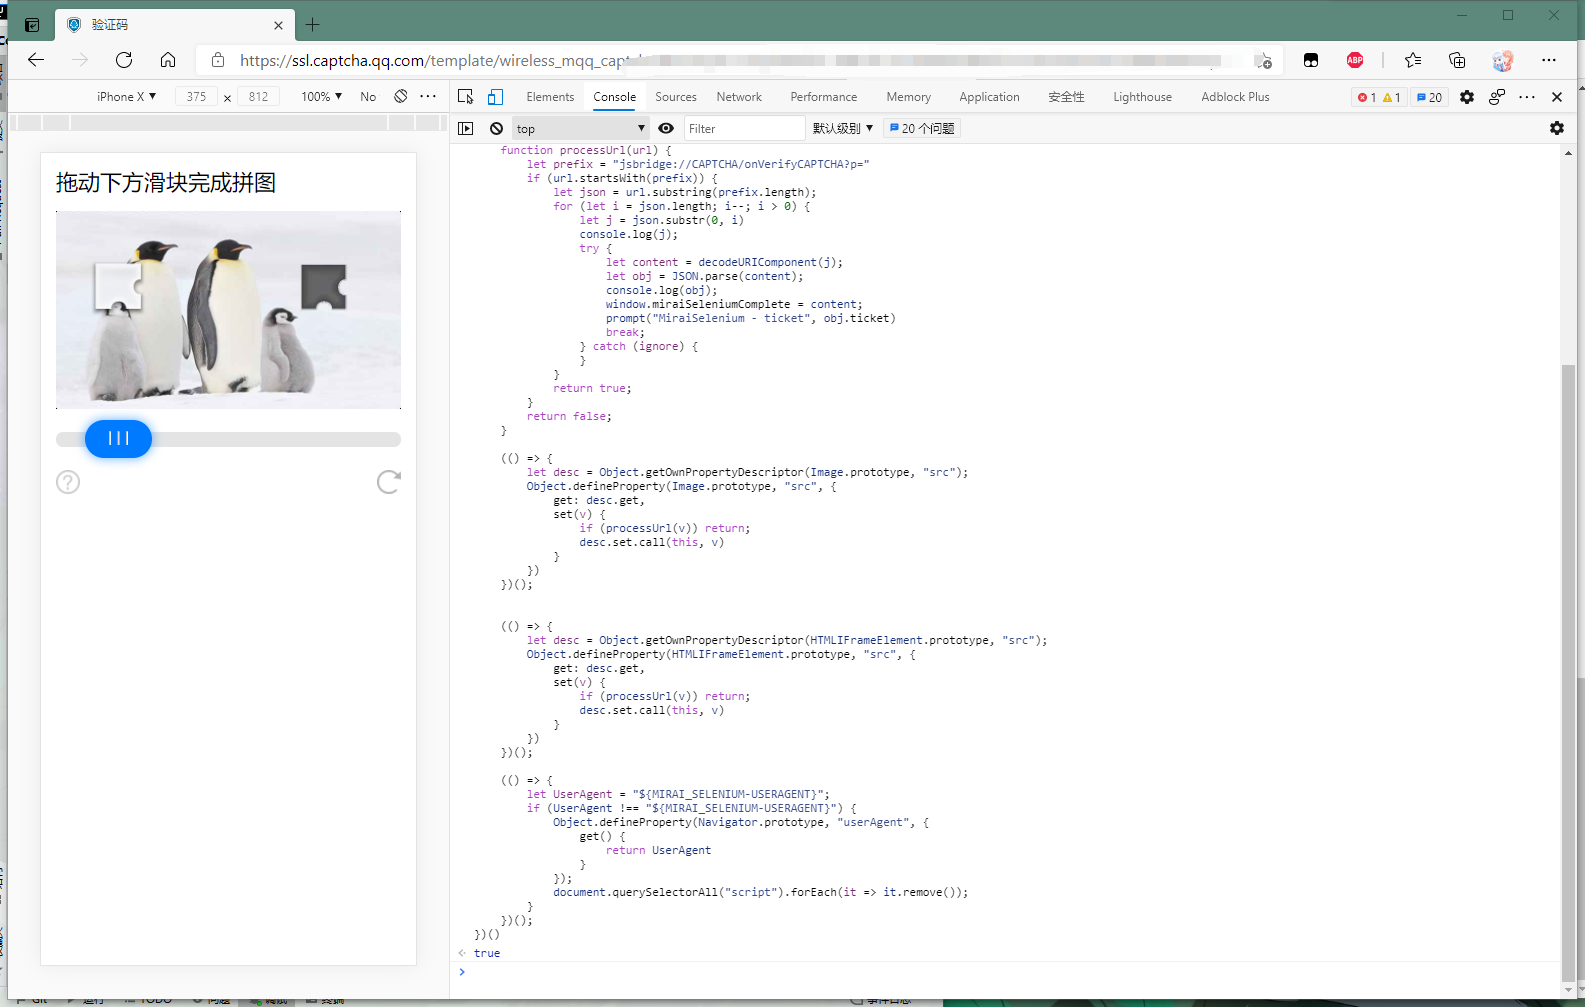 验证码
https://ssl.captcha.qq.com/template/wireless_mqq_captc
ABP
iPhone X ▼ 375 x 812 100% ▼ No
Elements Console Sources Network Performance Memory Application 安全性 Lighthouse Adblock Plus
1 1 20
top ▼ Filter 默认级别 ▼ 20 个问题
拖动下方滑块完成拼图
function processUrl(url) {
let prefix = "jsbridge://CAPTCHA/onVerifyCAPTCHA?p="
if (url.startsWith(prefix)) {
let json = url.substring(prefix.length);
for (let i = json.length; i--; i > 0) {
let j = json.substr(0, i)
console.log(j);
try {
let content = decodeURIComponent(j);
let obj = JSON.parse(content);
console.log(obj);
window.miraiSeleniumComplete = content;
prompt("MiraiSelenium - ticket", obj.ticket)
break;
} catch (ignore) {
}
}
return true;
}
return false;
}
(() => {
let desc = Object.getOwnPropertyDescriptor(Image.prototype, "src");
Object.defineProperty(Image.prototype, "src", {
get: desc.get,
set(v) {
if (processUrl(v)) return;
desc.set.call(this, v)
}
})
})();
(() => {
let desc = Object.getOwnPropertyDescriptor(HTMLIFrameElement.prototype, "src");
Object.defineProperty(HTMLIFrameElement.prototype, "src", {
get: desc.get,
set(v) {
if (processUrl(v)) return;
desc.set.call(this, v)
}
})
})();
(() => {
let UserAgent = "${MIRAI_SELENIUM-USERAGENT}";
if (UserAgent !== "${MIRAI_SELENIUM-USERAGENT}") {
Object.defineProperty(Navigator.prototype, "userAgent", {
get() {
return UserAgent
}
});
document.querySelectorAll("script").forEach(it => it.remove());
}
})();
})()
true